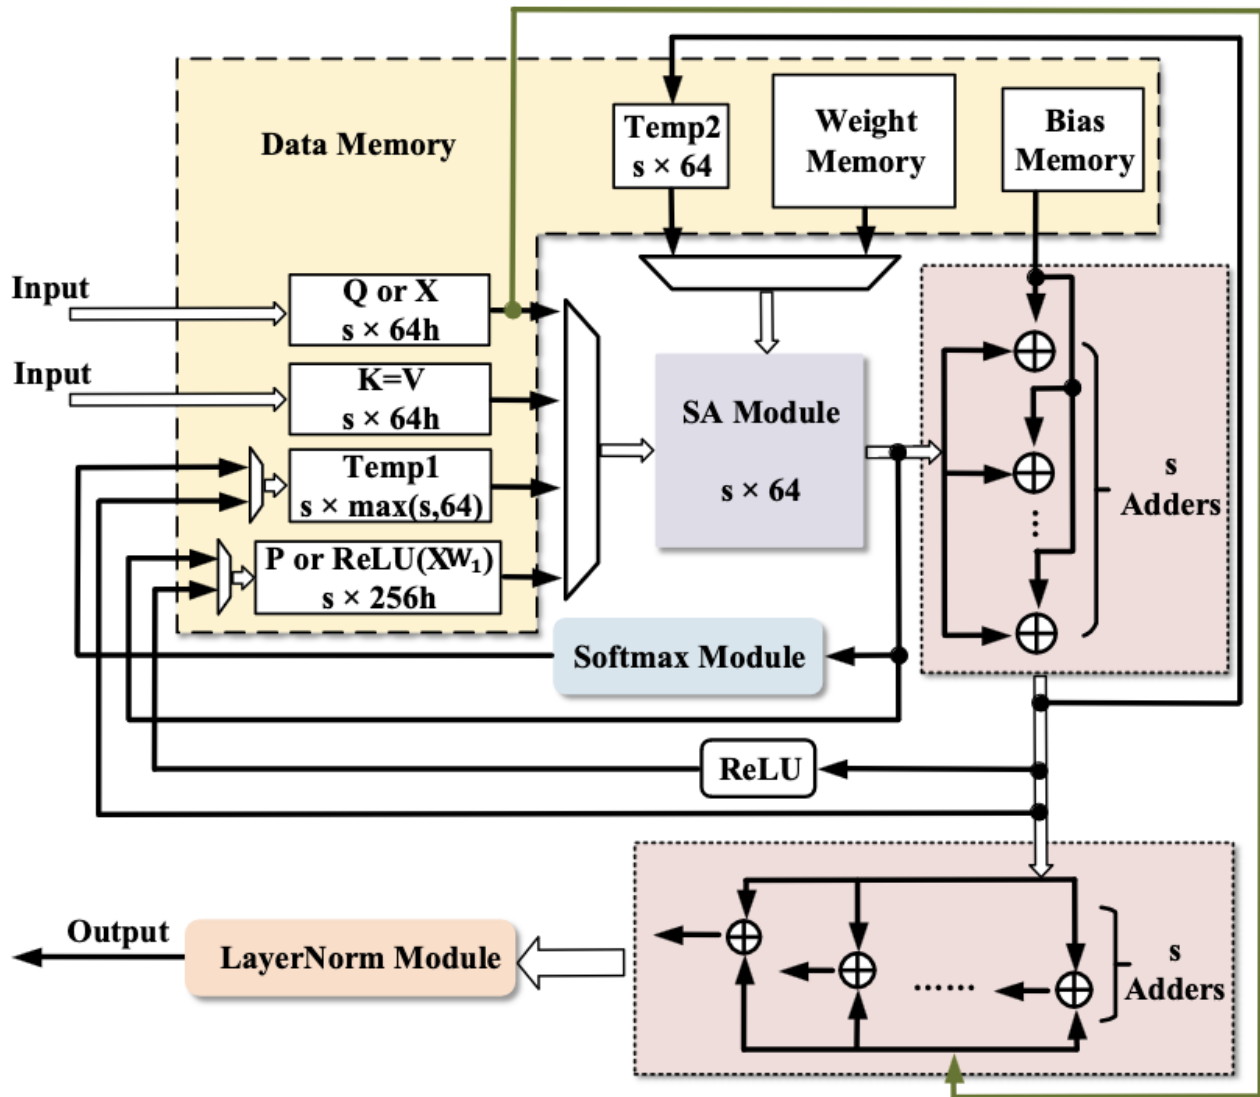 Data Memory
Temp2
s × 64
Weight
Memory
Bias
Memory
Input
Q or X
s × 64h
Input
K=V
s × 64h
Temp1
s × max(s,64)
P or ReLU(XW₁)
s × 256h
SA Module
s × 64
s
Adders
Softmax Module
ReLU
Output
LayerNorm Module
s
Adders